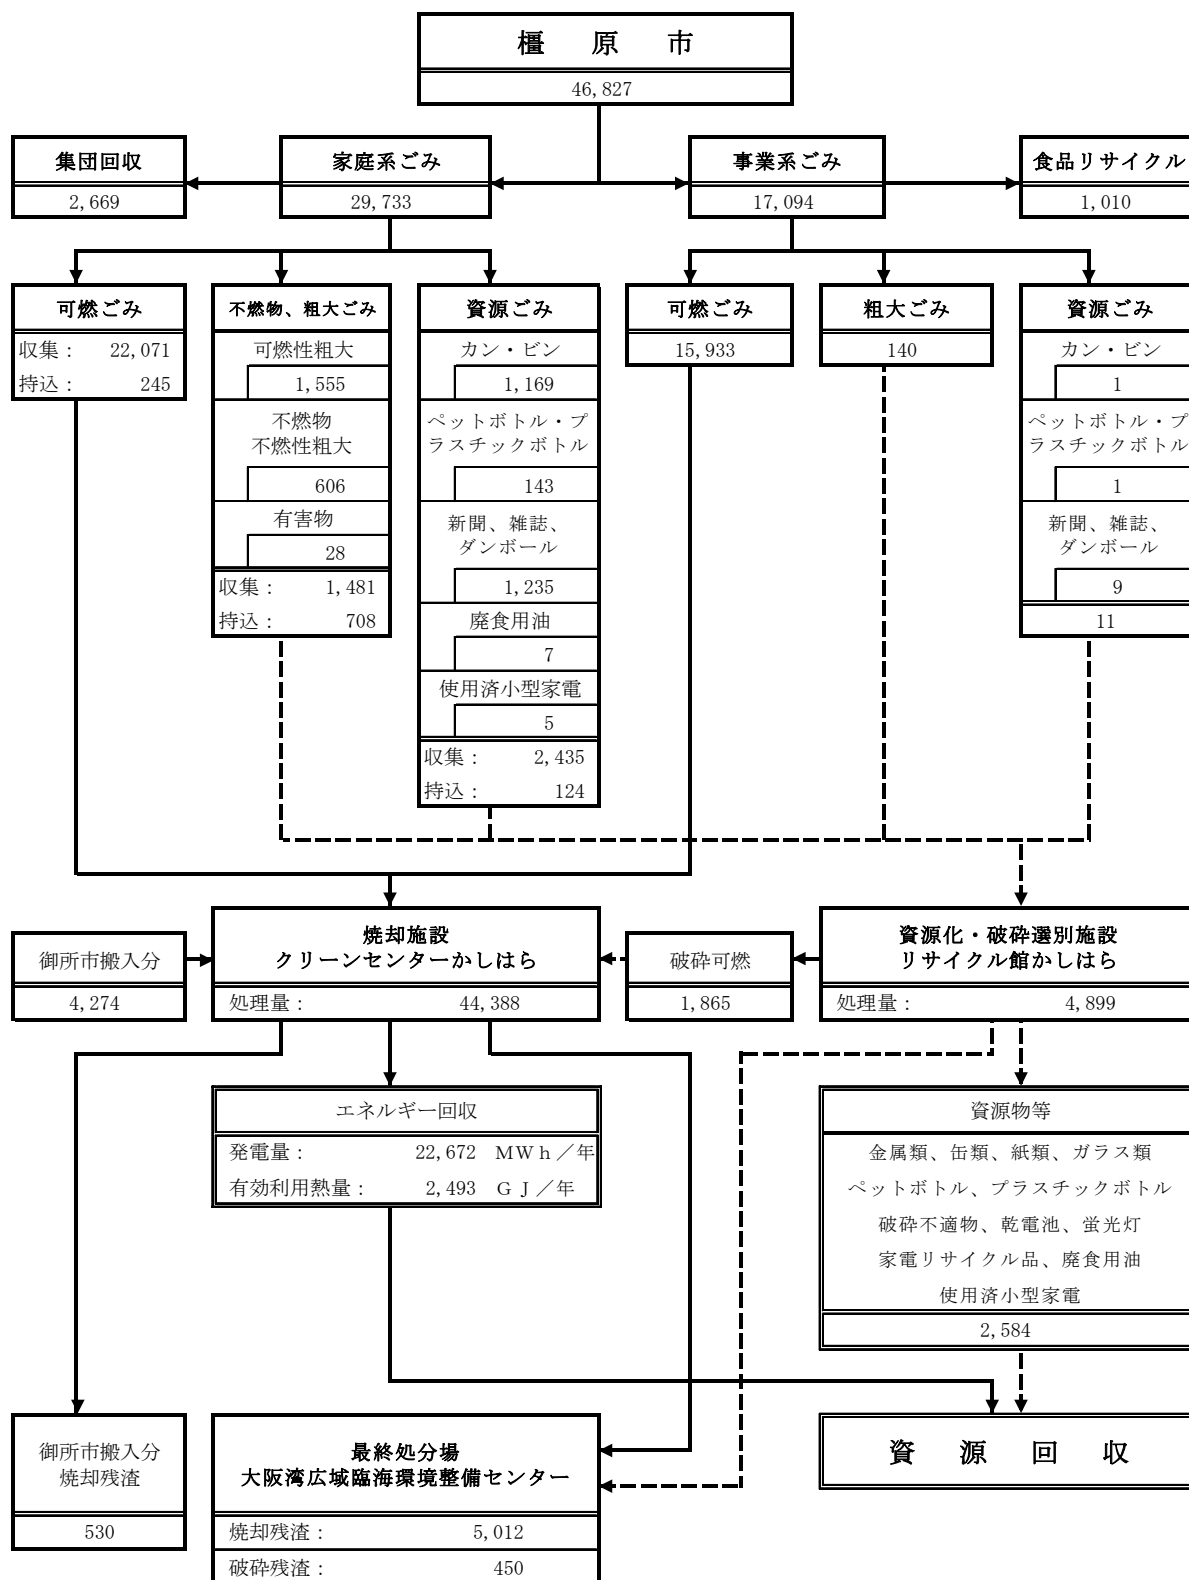 橿　原　市
46,827
集団回収
2,669
家庭系ごみ
29,733
事業系ごみ
17,094
食品リサイクル
1,010
可燃ごみ
収集： 22,071
持込： 245
不燃物、粗大ごみ
可燃性粗大
1,555
不燃物
不燃性粗大
606
有害物
28
収集： 1,481
持込： 708
資源ごみ
カン・ビン
1,169
ペットボトル・プ
ラスチックボトル
143
新聞、雑誌、
ダンボール
1,235
廃食用油
7
使用済小型家電
5
収集： 2,435
持込： 124
可燃ごみ
15,933
粗大ごみ
140
資源ごみ
カン・ビン
1
ペットボトル・プ
ラスチックボトル
1
新聞、雑誌、
ダンボール
9
11
御所市搬入分
4,274
焼却施設
クリーンセンターかしはら
処理量： 44,388
破砕可燃
1,865
資源化・破砕選別施設
リサイクル館かしはら
処理量： 4,899
エネルギー回収
発電量： 22,672 ＭＷｈ／年
有効利用熱量： 2,493 ＧＪ／年
資源物等
金属類、缶類、紙類、ガラス類
ペットボトル、プラスチックボトル
破砕不適物、乾電池、蛍光灯
家電リサイクル品、廃食用油
使用済小型家電
2,584
御所市搬入分
焼却残渣
530
最終処分場
大阪湾広域臨海環境整備センター
焼却残渣： 5,012
破砕残渣： 450
資　源　回　収